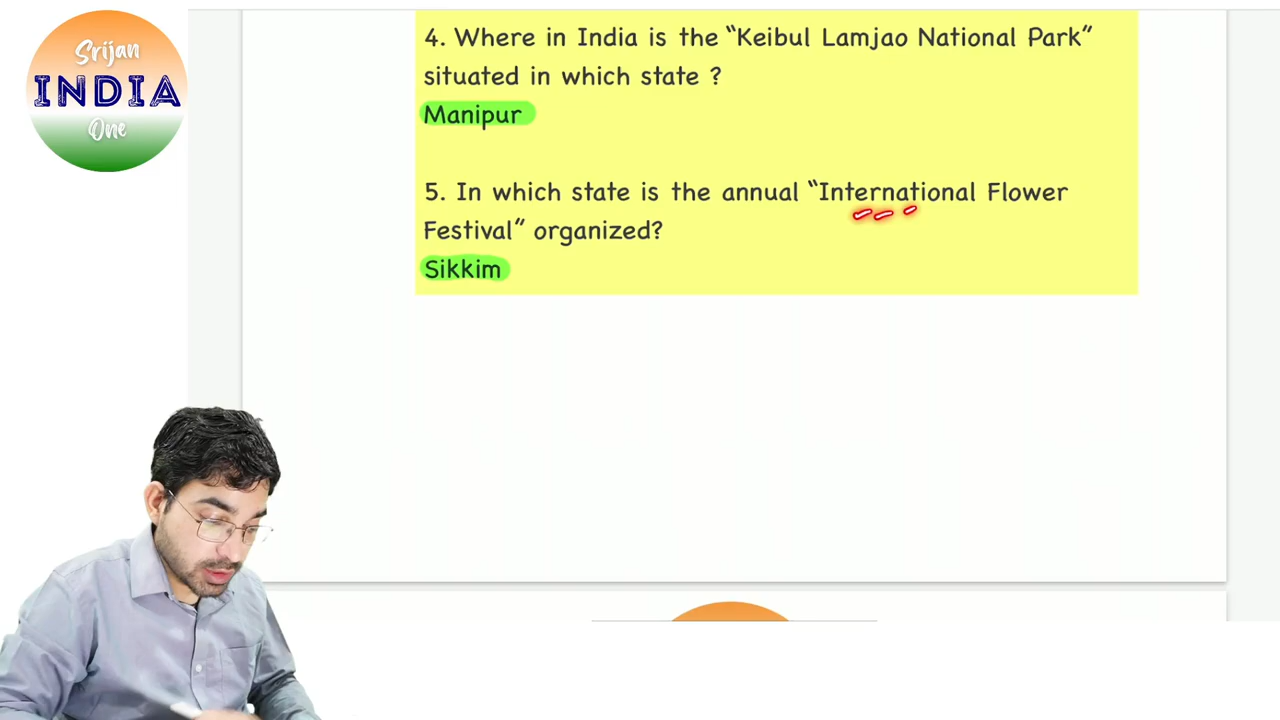 Srijan
INDIA
One
4. Where in India is the “Keibul Lamjao National Park”
situated in which state ?
Manipur
5. In which state is the annual “International Flower
Festival” organized?
Sikkim